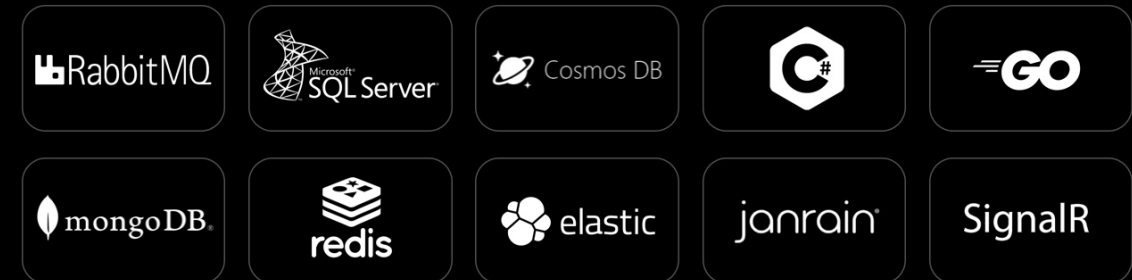 RabbitMQ
Microsoft®
SQL Server®
Cosmos DB
C#
GO
mongoDB®
redis
elastic
janrain®
SignalR